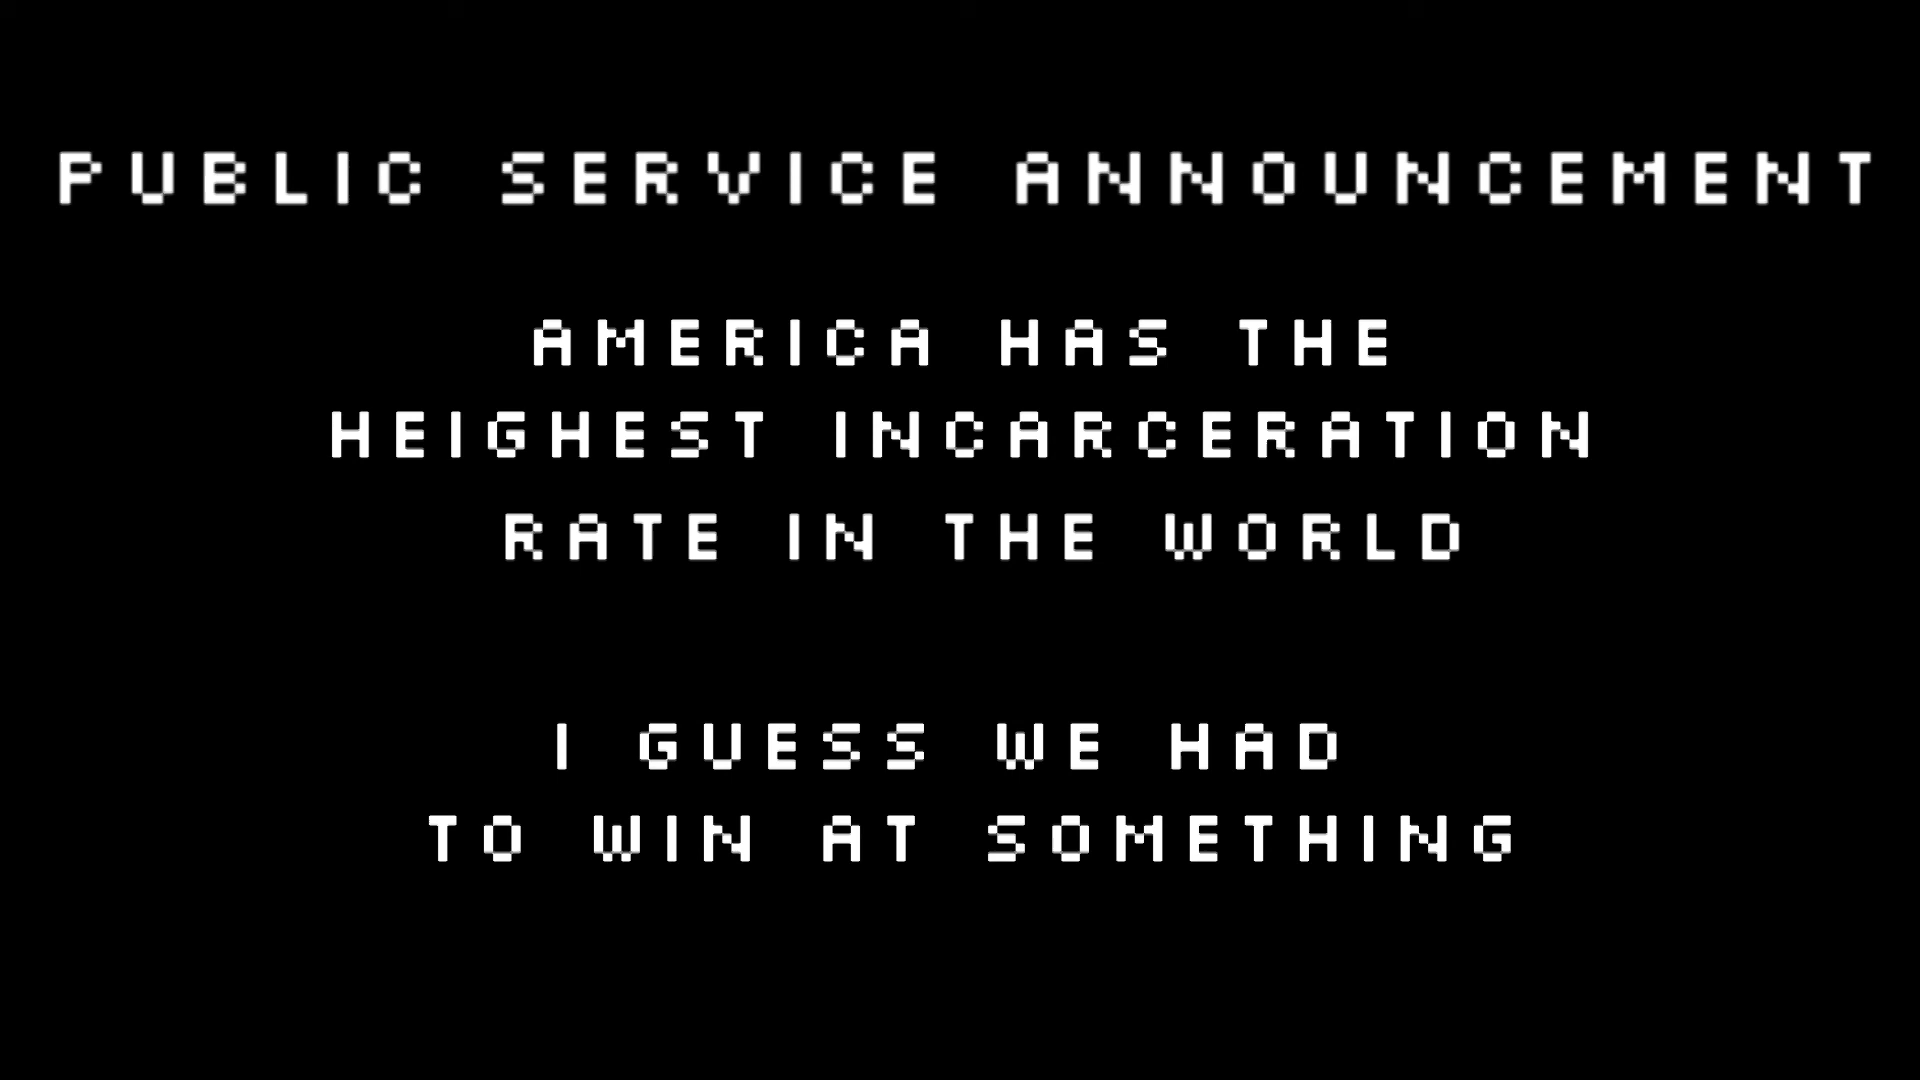 PUBLIC SERVICE ANNOUNCEMENT
AMERICA HAS THE
HEIGHEST INCARCERATION
RATE IN THE WORLD
I GUESS WE HAD
TO WIN AT SOMETHING